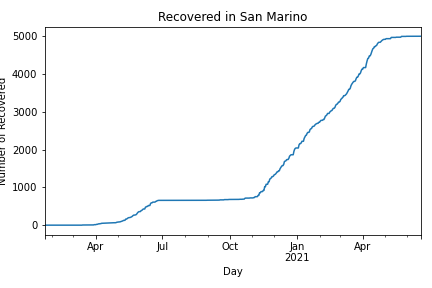 Recovered in San Marino
Number of Recovered
5000
4000
3000
2000
1000
0
Apr
Jul
Oct
Jan
2021
Apr
Day